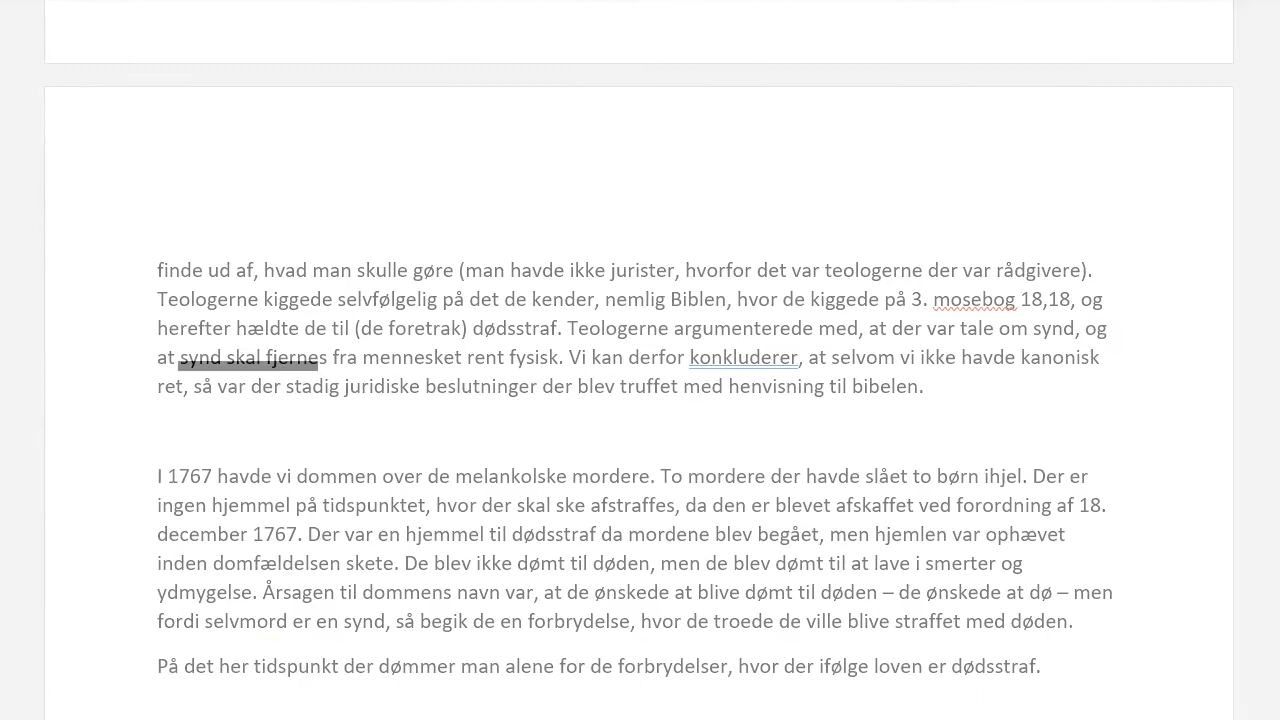 finde ud af, hvad man skulle gøre (man havde ikke jurister, hvorfor det var teologerne der var rådgivere).
Teologerne kiggede selvfølgelig på det de kender, nemlig Biblen, hvor de kiggede på 3. mosebog 18,18, og
herefter hældte de til (de foretrak) dødsstraf. Teologerne argumenterede med, at der var tale om synd, og
at synd skal fjernes fra mennesket rent fysisk. Vi kan derfor konkluderer, at selvom vi ikke havde kanonisk
ret, så var der stadig juridiske beslutninger der blev truffet med henvisning til bibelen.
I 1767 havde vi dommen over de melankolske mordere. To mordere der havde slået to børn ihjel. Der er
ingen hjemmel på tidspunktet, hvor der skal ske afstraffes, da den er blevet afskaffet ved forordning af 18.
december 1767. Der var en hjemmel til dødsstraf da mordene blev begået, men hjemlen var ophævet
inden domfældelsen skete. De blev ikke dømt til døden, men de blev dømt til at lave i smerter og
ydmygelse. Årsagen til dommens navn var, at de ønskede at blive dømt til døden – de ønskede at dø – men
fordi selvmord er en synd, så begik de en forbrydelse, hvor de troede de ville blive straffet med døden.
På det her tidspunkt der dømmer man alene for de forbrydelser, hvor der ifølge loven er dødsstraf.